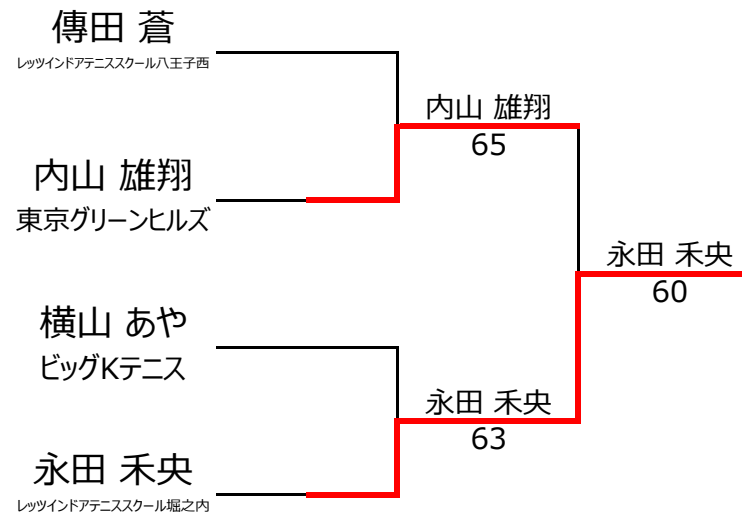 傳田 蒼
レッツインドアテニススクール八王子西
内山 雄翔
65
内山 雄翔
東京グリーンヒルズ
永田 禾央
60
横山 あや
ビッグKテニス
永田 禾央
63
永田 禾央
レッツインドアテニススクール堀之内